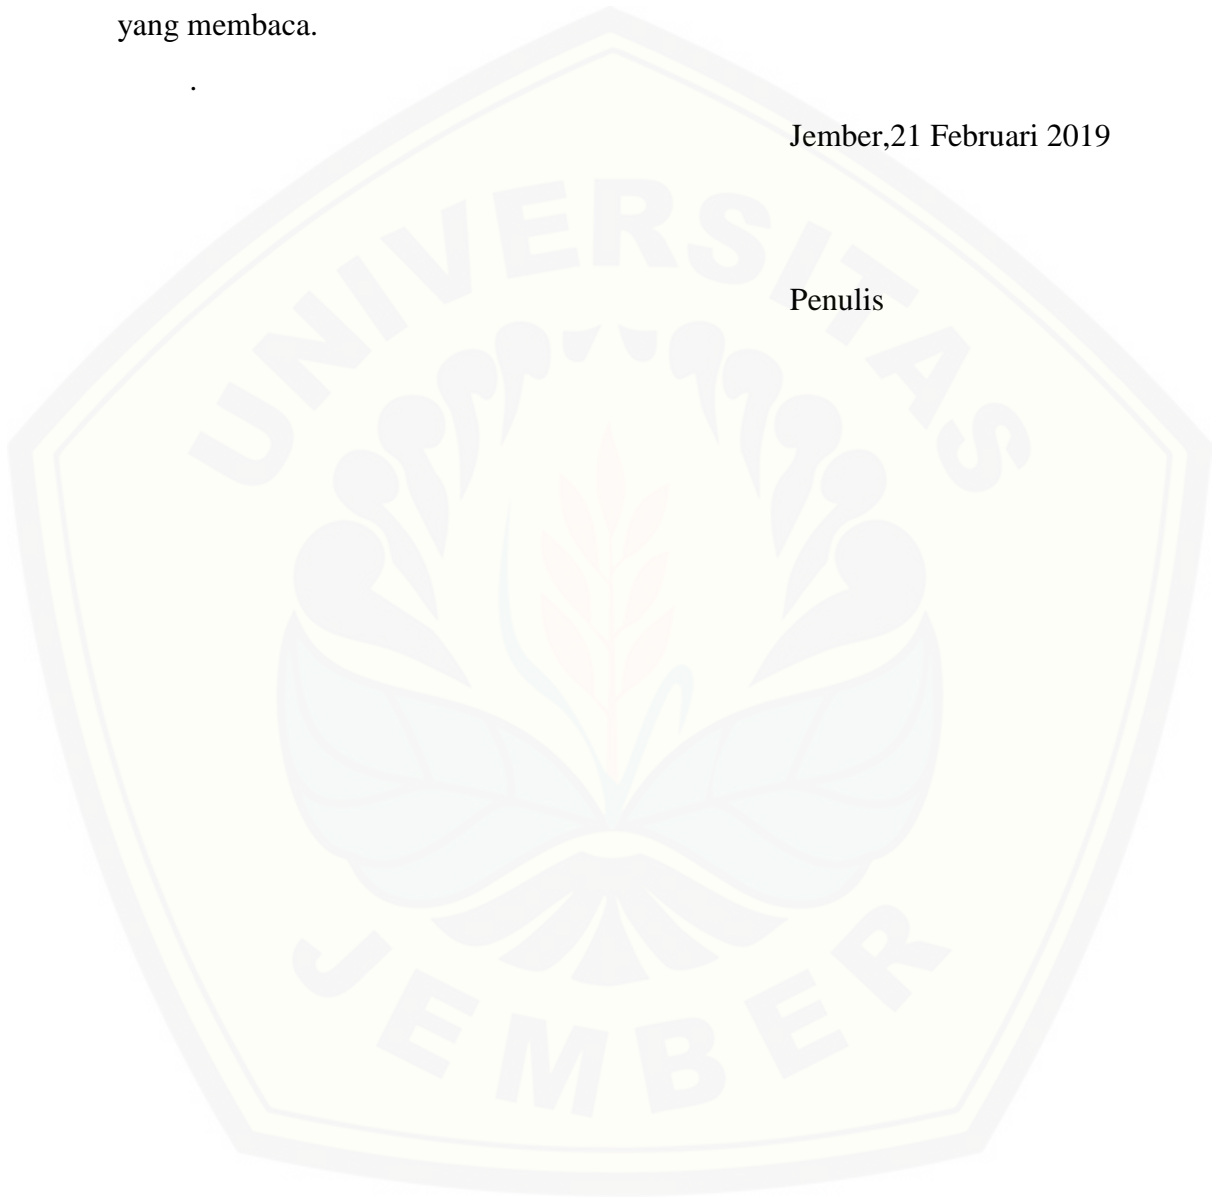 yang membaca.
.
Jember,21 Februari 2019
Penulis
UNIVERSITAS
JEMBER